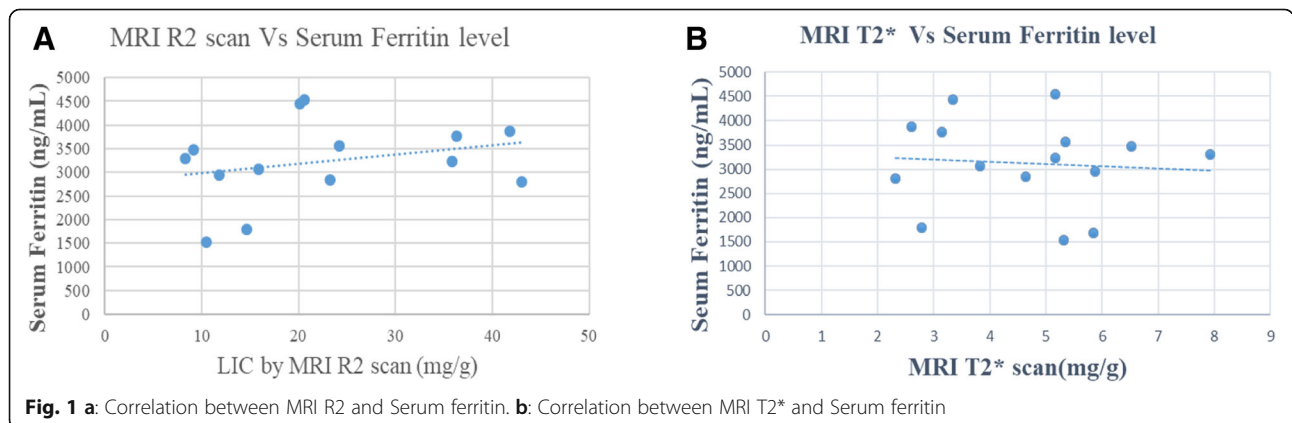 A
MRI R2 scan Vs Serum Ferritin level
Serum Ferritin (ng/mL)
5000
4500
4000
3500
3000
2500
2000
1500
1000
500
0
0 10 20 30 40 50
LIC by MRI R2 scan (mg/g)
B
MRI T2* Vs Serum Ferritin level
Seum Ferritin (ng/mL)
5000
4500
4000
3500
3000
2500
2000
1500
1000
500
0
0 1 2 3 4 5 6 7 8 9
MRI T2* scan(mg/g)
Fig. 1 a: Correlation between MRI R2 and Serum ferritin. b: Correlation between MRI T2* and Serum ferritin